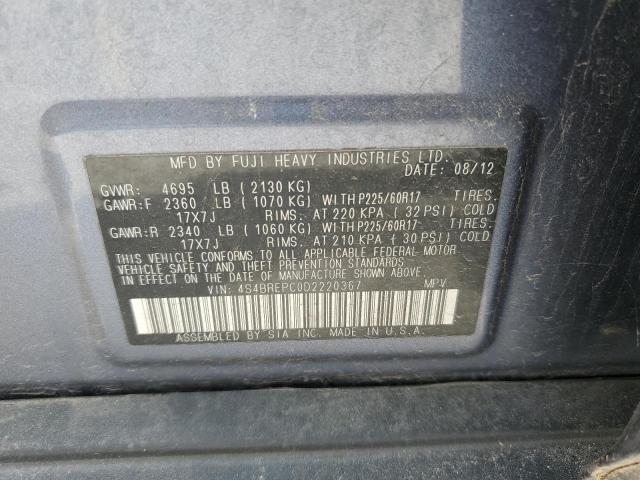 MFD BY FUJI HEAVY INDUSTRIES LTD.
DATE: 08/12
GVWR: 4695 LB ( 2130 KG)
GAWR:F 2360 LB ( 1070 KG) WITH P225/60R17 TIRES.
17X7J RIMS. AT 220 KPA ( 32 PSI) COLD
GAWR:R 2340 LB ( 1060 KG) WITH P225/60R17 TIRES.
17X7J RIMS. AT 210 KPA ( 30 PSI) COLD
THIS VEHICLE CONFORMS TO ALL APPLICABLE FEDERAL MOTOR
VEHICLE SAFETY AND THEFT PREVENTION STANDARDS
IN EFFECT ON THE DATE OF MANUFACTURE SHOWN ABOVE.
VIN: 4S4BREPC0D2220367 MPV
ASSEMBLED BY SIA INC. MADE IN U.S.A.